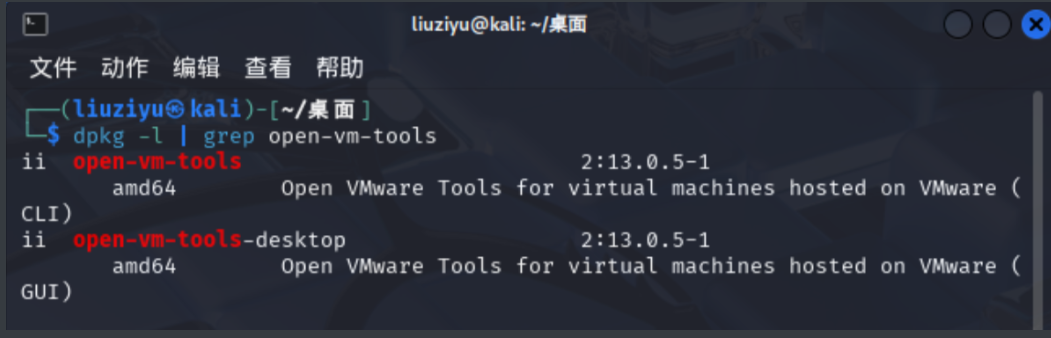 liuziyu@kali: ~/桌面
文件 动作 编辑 查看 帮助
┌──(liuziyu㉿kali)-[~/桌面]
└─$ dpkg -l | grep open-vm-tools
ii  open-vm-tools                          2:13.0.5-1
       amd64        Open VMware Tools for virtual machines hosted on VMware (
CLI)
ii  open-vm-tools-desktop                  2:13.0.5-1
       amd64        Open VMware Tools for virtual machines hosted on VMware (
GUI)